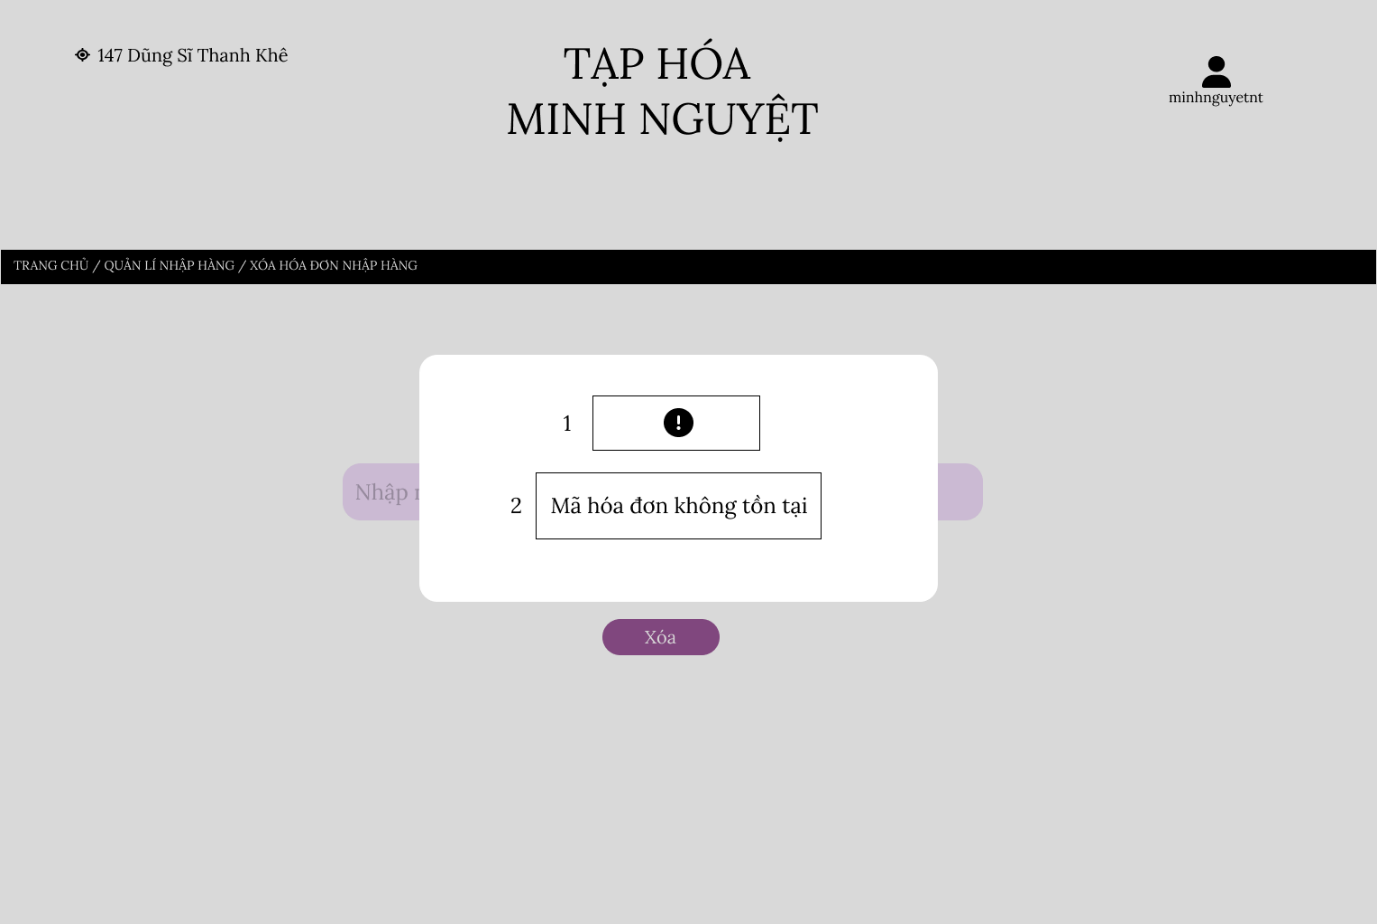 147 Dũng Sĩ Thanh Khê
TẠP HÓA
MINH NGUYỆT
minhnguyetnt
TRANG CHỦ / QUẢN LÍ NHẬP HÀNG / XÓA HÓA ĐƠN NHẬP HÀNG
1
2 Mã hóa đơn không tồn tại
Nhập
Xóa